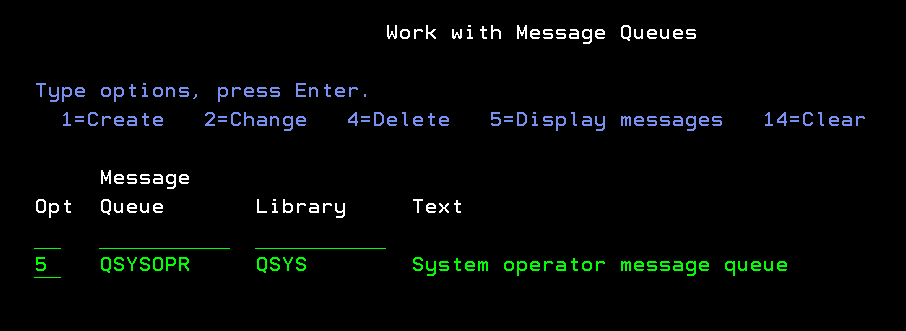 Work with Message Queues
Type options, press Enter.
1=Create   2=Change   4=Delete   5=Display messages   14=Clear
Message
Opt  Queue       Library     Text
5    QSYSOPR     QSYS        System operator message queue